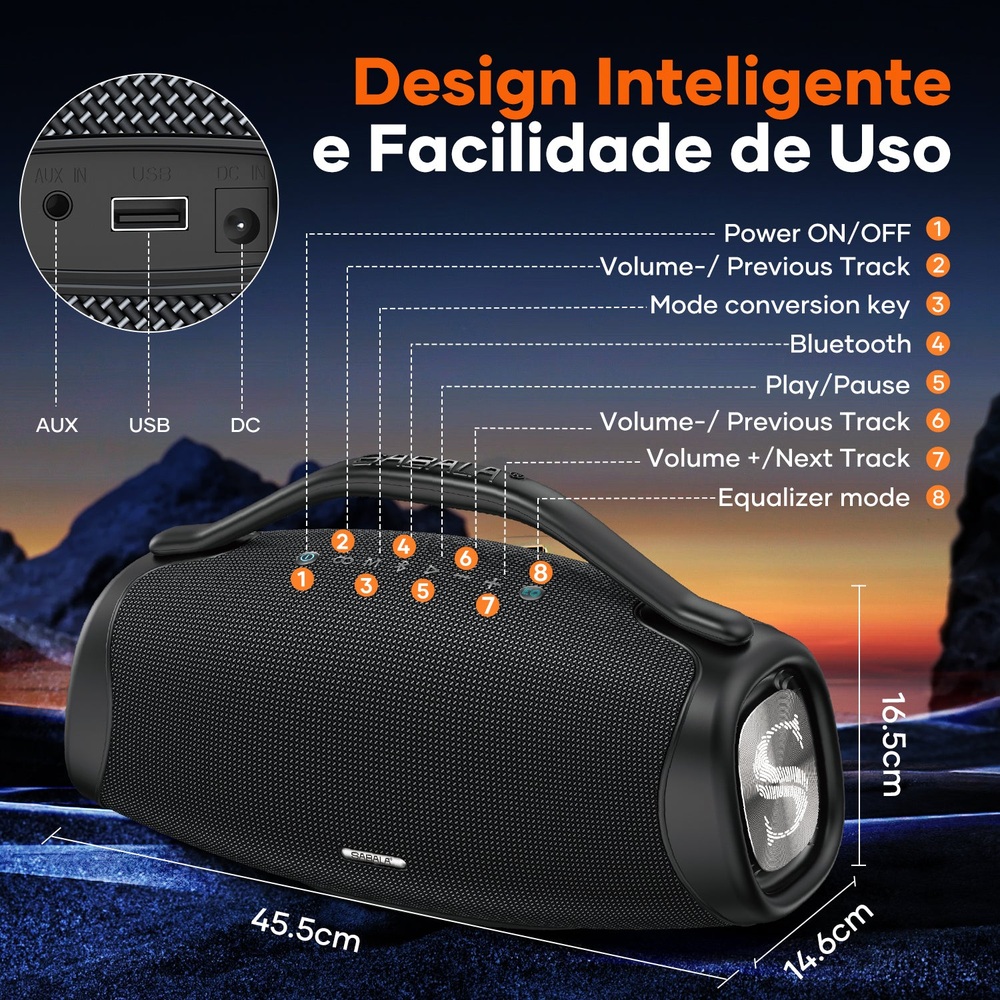 Design Inteligente
e Facilidade de Uso
AUX IN
USB
DC IN
AUX
USB
DC
Power ON/OFF 1
Volume-/ Previous Track 2
Mode conversion key 3
Bluetooth 4
Play/Pause 5
Volume-/ Previous Track 6
Volume +/Next Track 7
Equalizer mode 8
SABALA
1
2
3
4
5
6
7
8
S
16.5cm
SABALA
45.5cm
14.6cm